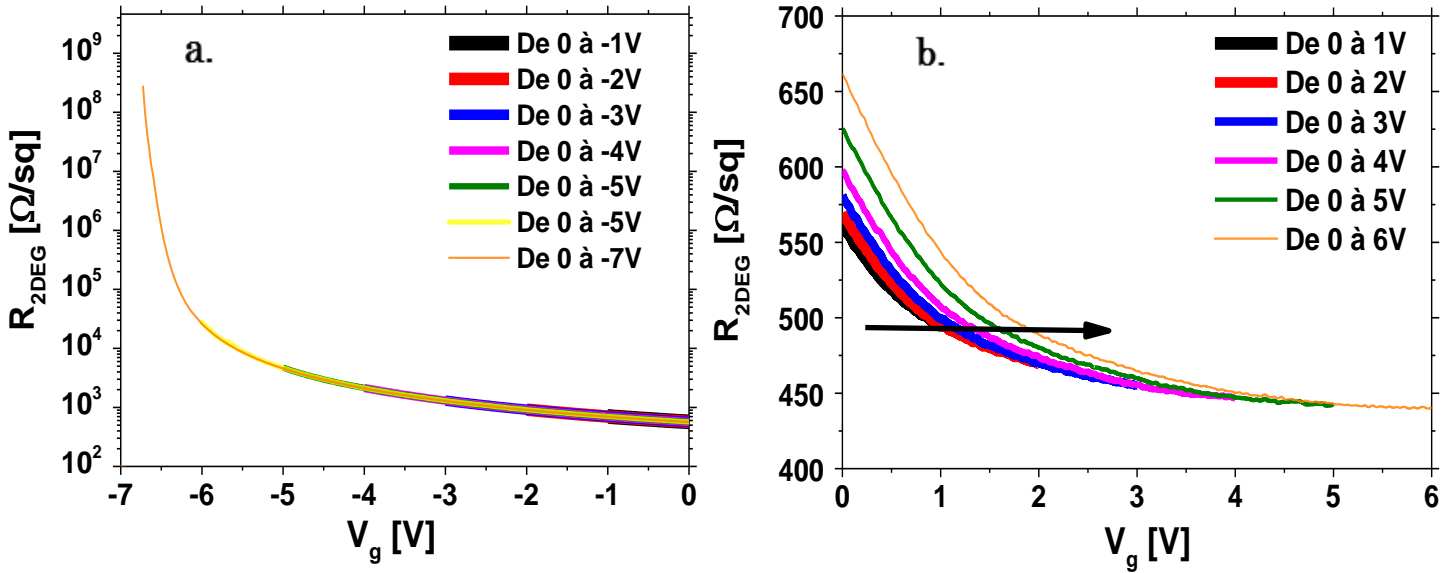 a.
10⁹
10⁸
10⁷
10⁶
10⁵
10⁴
10³
10²
R2DEG [Ω/sq]
De 0 à -1V
De 0 à -2V
De 0 à -3V
De 0 à -4V
De 0 à -5V
De 0 à -5V
De 0 à -7V
-7 -6 -5 -4 -3 -2 -1 0
Vg [V]
b.
700
650
600
550
500
450
400
R2DEG [Ω/sq]
De 0 à 1V
De 0 à 2V
De 0 à 3V
De 0 à 4V
De 0 à 5V
De 0 à 6V
0 1 2 3 4 5 6
Vg [V]